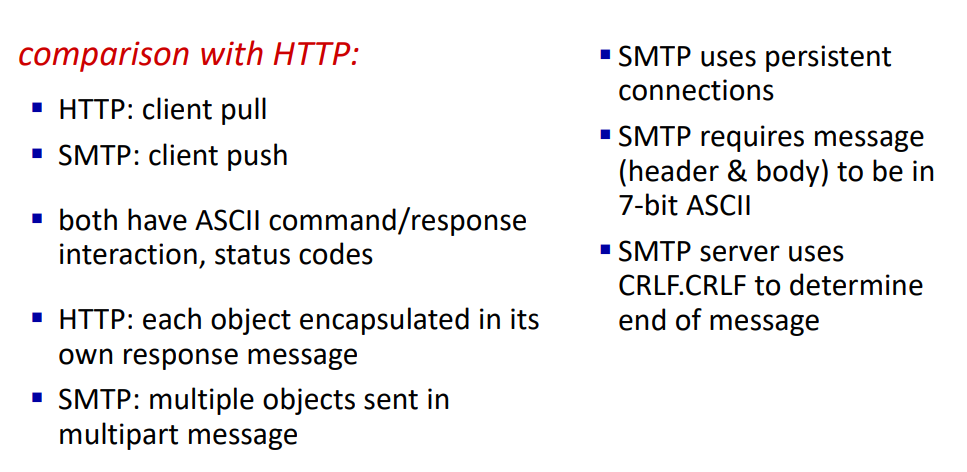 comparison with HTTP:
▪ HTTP: client pull
▪ SMTP: client push
▪ both have ASCII command/response
interaction, status codes
▪ HTTP: each object encapsulated in its
own response message
▪ SMTP: multiple objects sent in
multipart message
▪ SMTP uses persistent
connections
▪ SMTP requires message
(header & body) to be in
7-bit ASCII
▪ SMTP server uses
CRLF.CRLF to determine
end of message